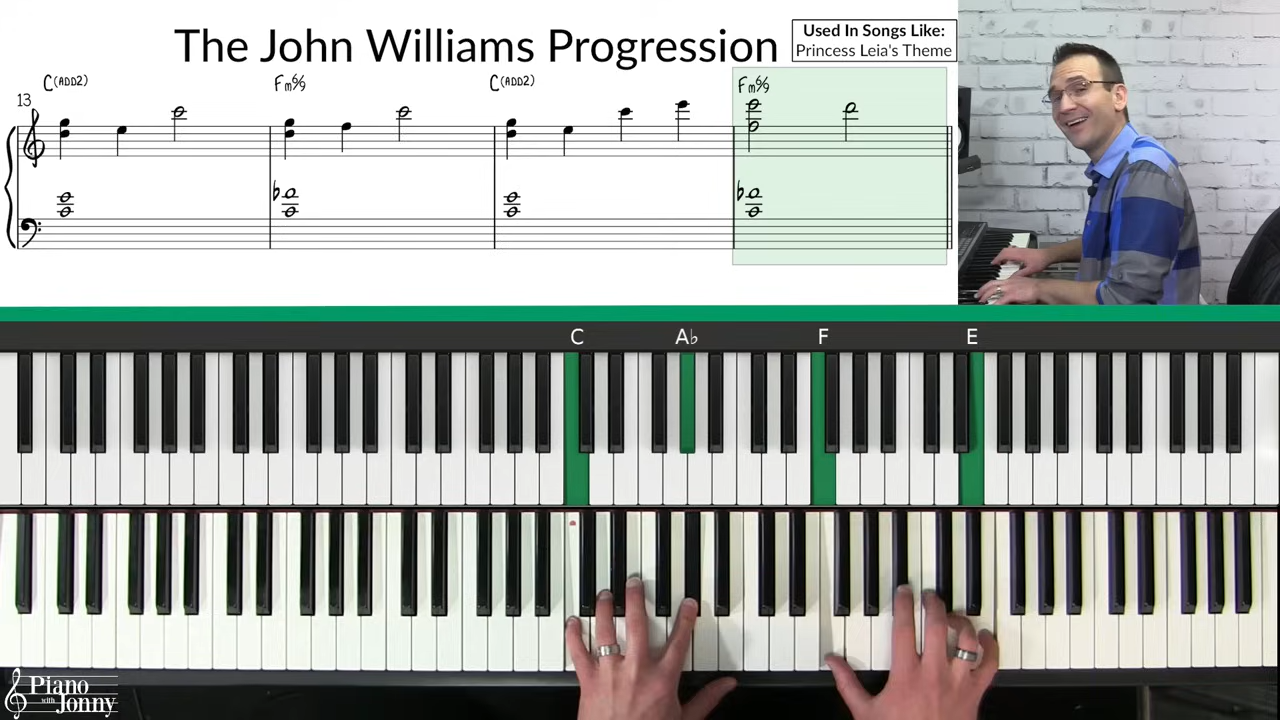 The John Williams Progression
Used In Songs Like:
Princess Leia's Theme
C(ADD2)
Fm6/9
C(ADD2)
Fm6/9
13
C
A♭
F
E
Piano
with
Jonny